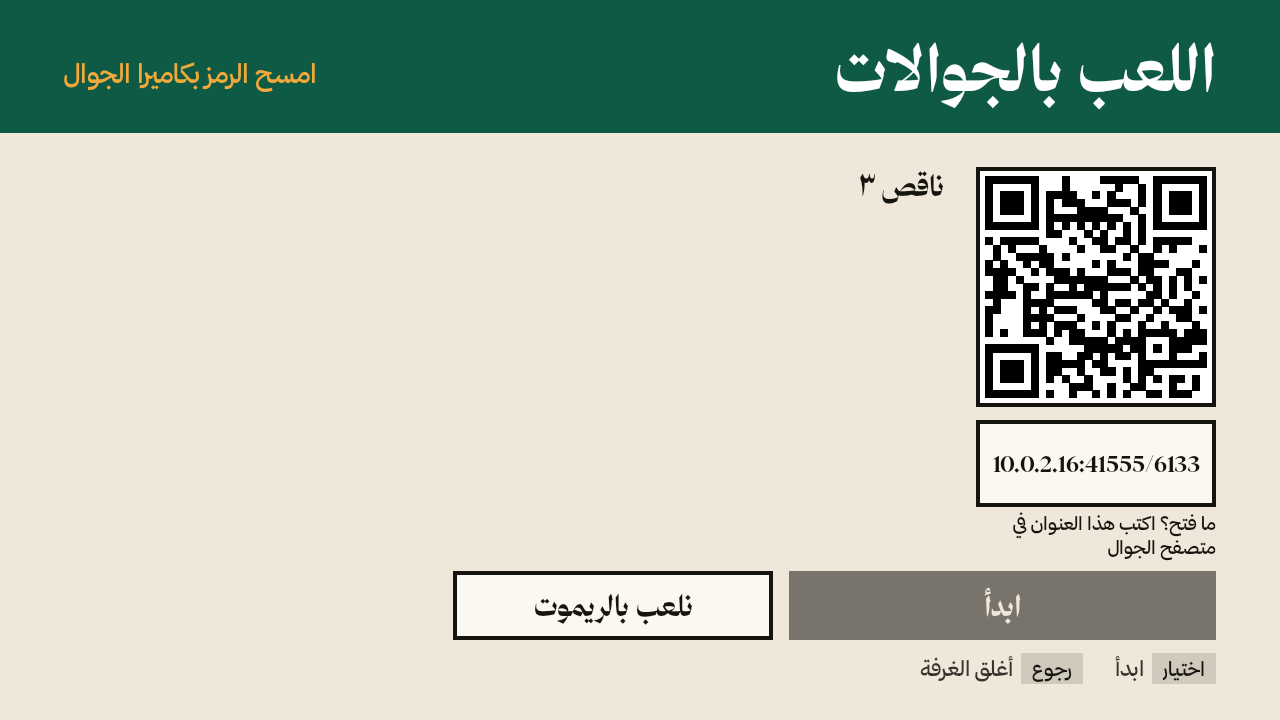 اللعب بالجوالات
امسح الرمز بكاميرا الجوال
ناقص ٣
10.0.2.16:41555/6133
ما فتح؟ اكتب هذا العنوان في
متصفح الجوال
ابدأ
نلعب بالريموت
اختيار ابدأ رجوع أغلق الغرفة